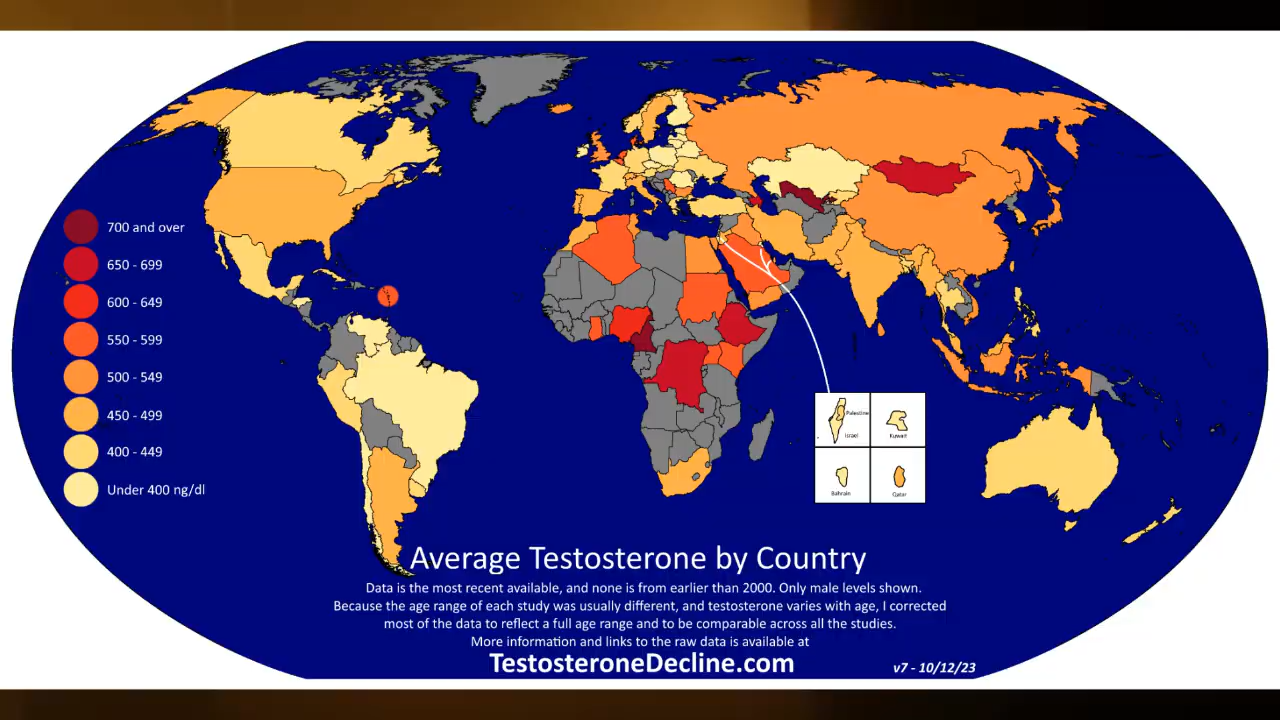 700 and over
650 - 699
600 - 649
550 - 599
500 - 549
450 - 499
400 - 449
Under 400 ng/dl
Palestine
Israel
Kuwait
Bahrain
Qatar
Average Testosterone by Country
Data is the most recent available, and none is from earlier than 2000. Only male levels shown.
Because the age range of each study was usually different, and testosterone varies with age, I corrected
most of the data to reflect a full age range and to be comparable across all the studies.
More information and links to the raw data is available at
TestosteroneDecline.com
v7 - 10/12/23